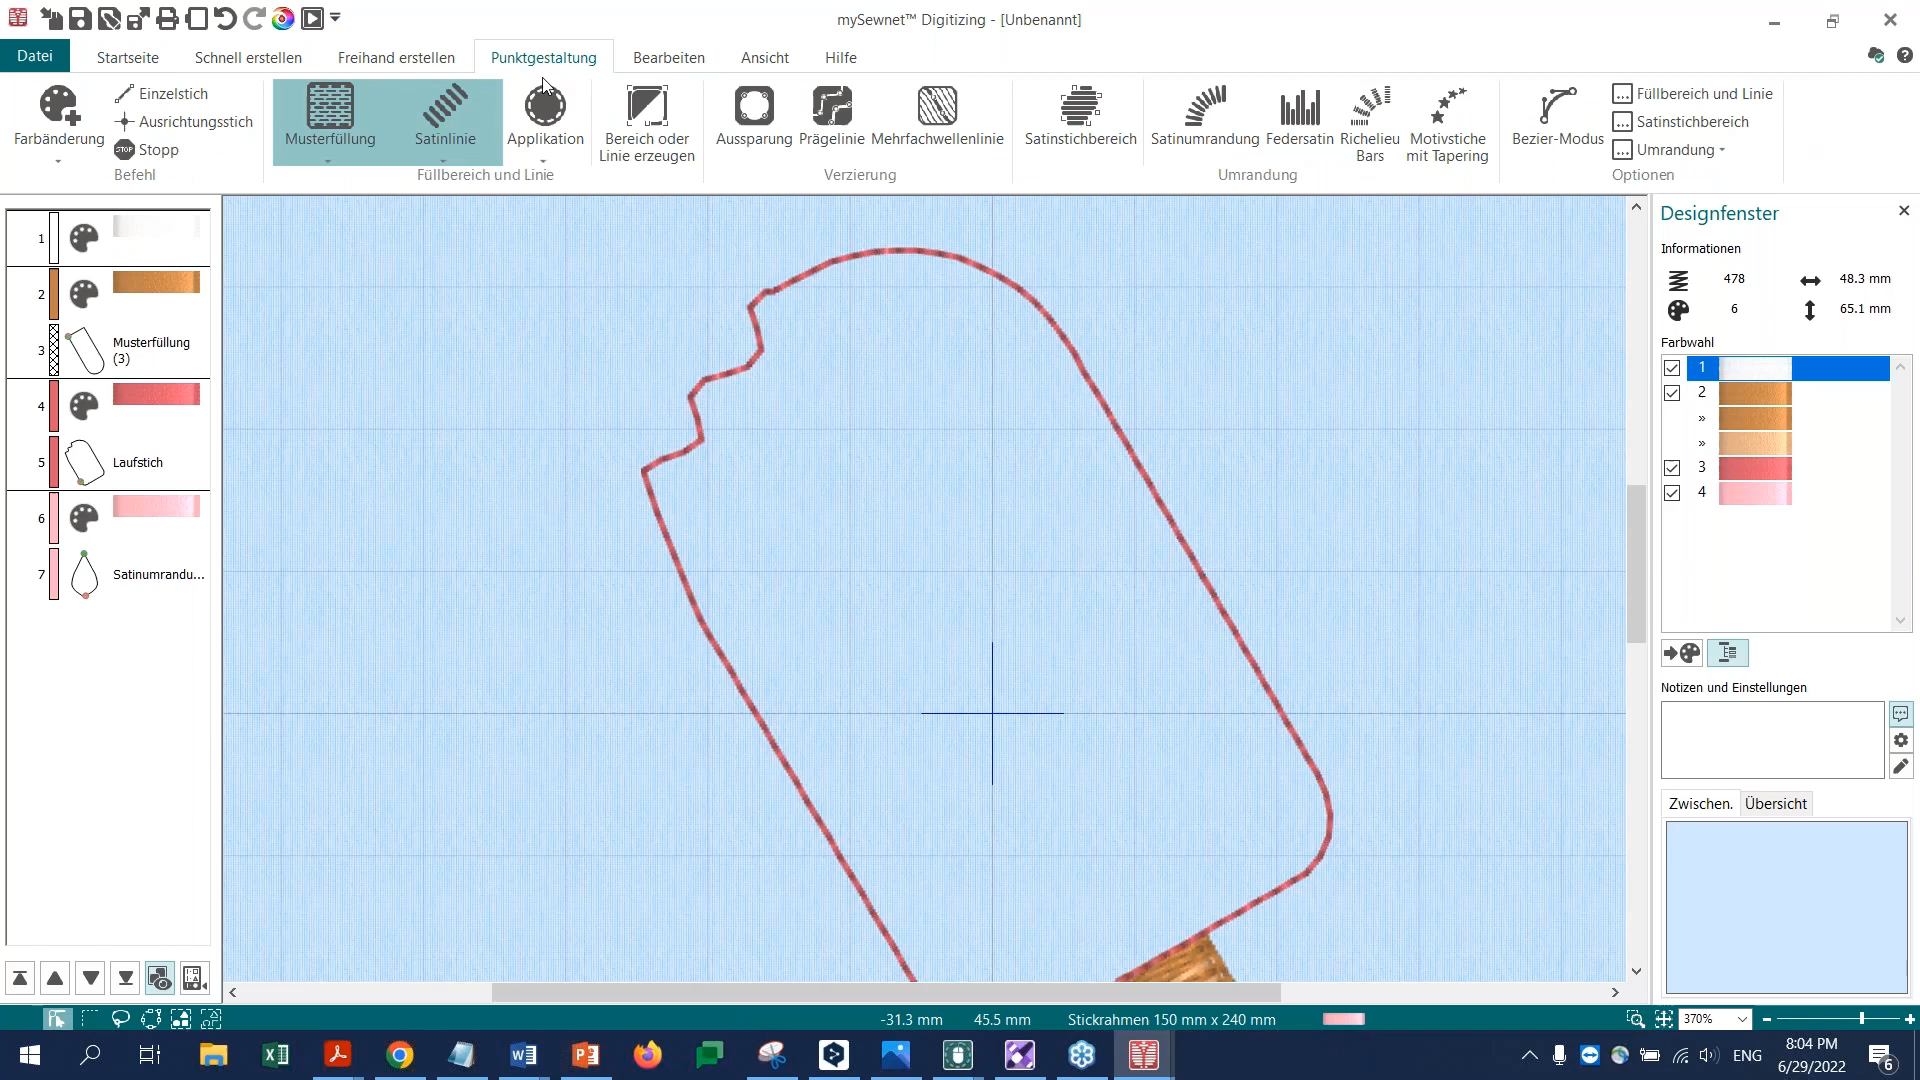 mySewnet™ Digitizing - [Unbenannt]
Datei Startseite Schnell erstellen Freihand erstellen Punktgestaltung Bearbeiten Ansicht Hilfe
Farbänderung
Einzelstich
Ausrichtungsstich
STOP Stopp
Befehl
Musterfüllung
Satinlinie
Applikation
Bereich oder
Linie erzeugen
Füllbereich und Linie
Aussparung
Prägelinie
Mehrfachwellenlinie
Verzierung
Satinstichbereich
Satinumrandung
Federsatin
Richelieu
Bars
Motivstiche
mit Tapering
Umrandung
Bezier-Modus
Füllbereich und Linie
Satinstichbereich
Umrandung
Optionen
1
2
3 Musterfüllung
(3)
4
5 Laufstich
6
7 Satinumrandu...
Designfenster
Informationen
478 48.3 mm
6 65.1 mm
Farbwahl
1
2
»
»
3
4
Notizen und Einstellungen
Zwischen. Übersicht
-31.3 mm 45.5 mm Stickrahmen 150 mm x 240 mm 370%
ENG
8:04 PM
6/29/2022
6